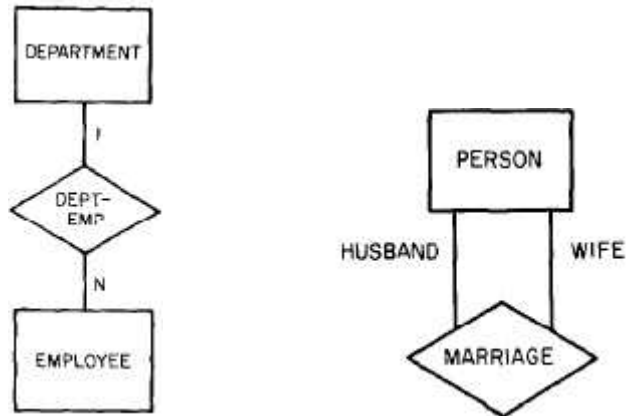 DEPARTMENT
1
DEPT-
EMP
N
EMPLOYEE
PERSON
HUSBAND WIFE
MARRIAGE